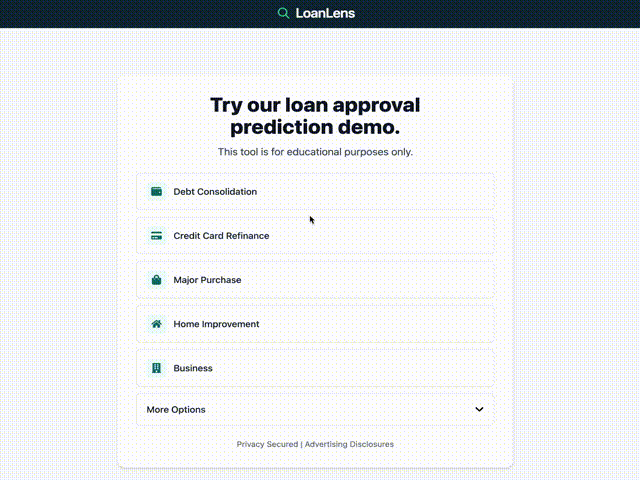 LoanLens
Try our loan approval
prediction demo.
This tool is for educational purposes only.
Debt Consolidation
Credit Card Refinance
Major Purchase
Home Improvement
Business
More Options
Privacy Secured | Advertising Disclosures